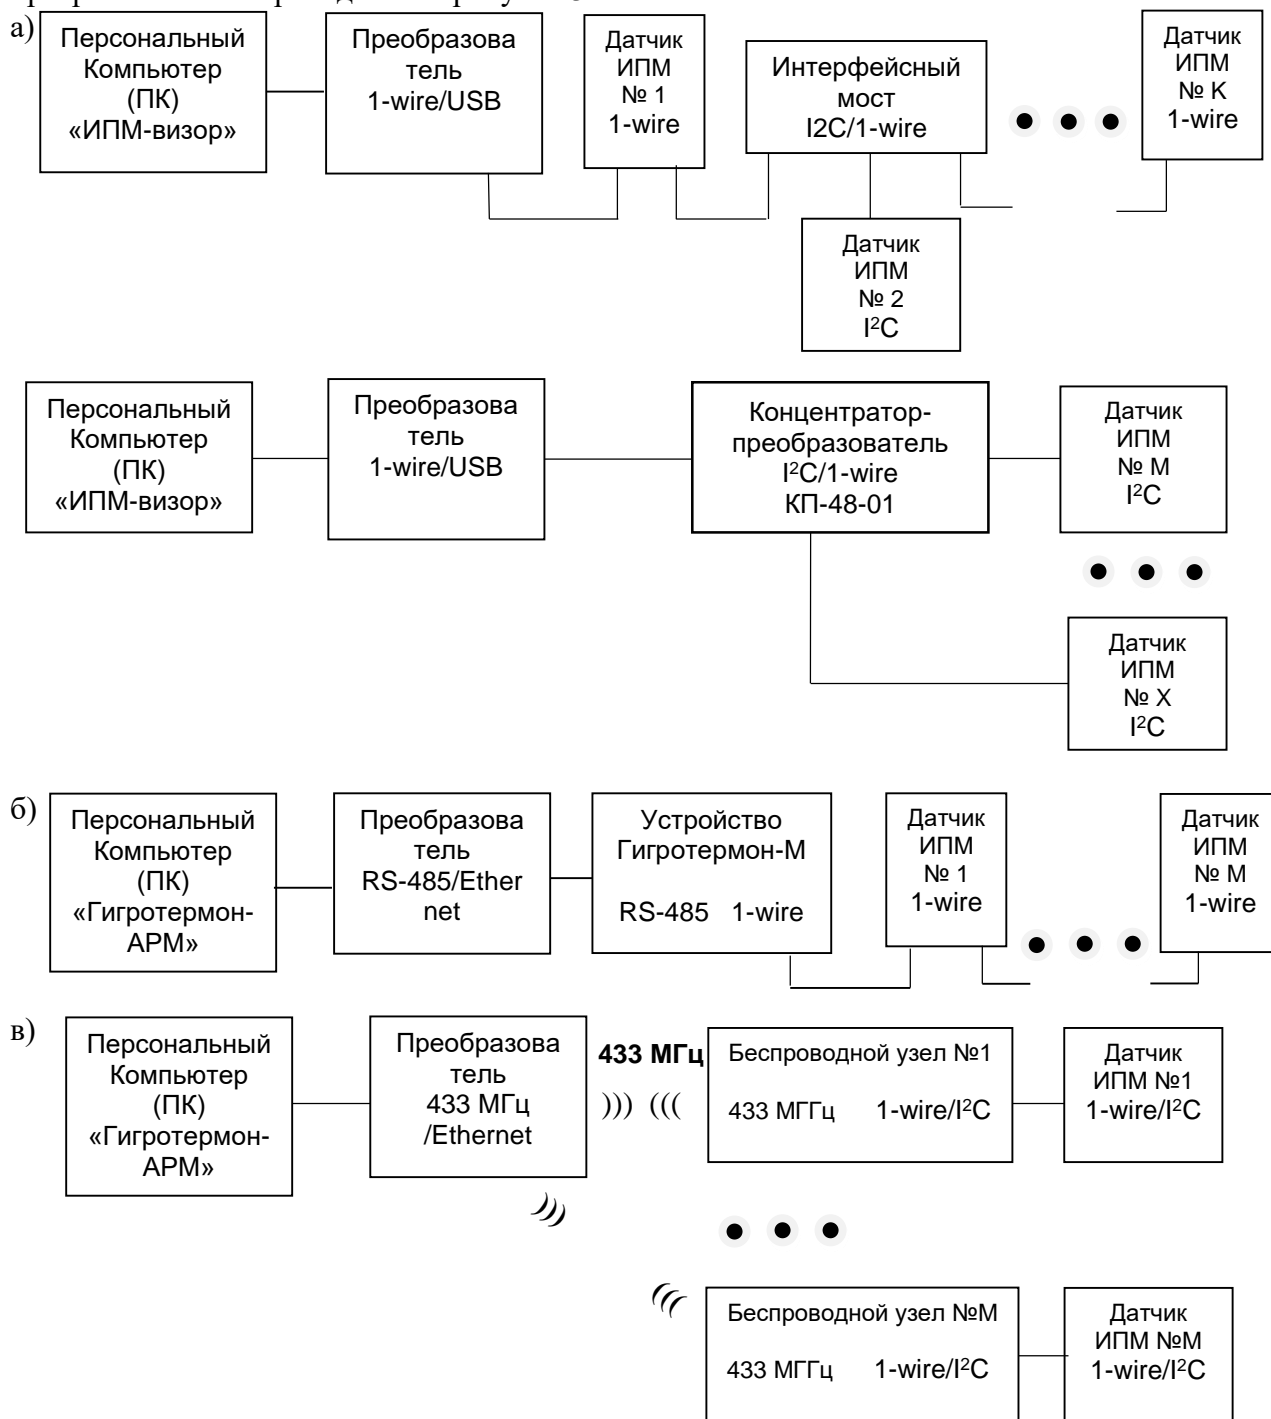 а)
Персональный
Компьютер
(ПК)
«ИПМ-визор»
Преобразова
тель
1-wire/USB
Датчик
ИПМ
№ 1
1-wire
Интерфейсный
мост
I2C/1-wire
Датчик
ИПМ
№ K
1-wire
Датчик
ИПМ
№ 2
I²C
Персональный
Компьютер
(ПК)
«ИПМ-визор»
Преобразова
тель
1-wire/USB
Концентратор-
преобразователь
I²C/1-wire
КП-48-01
Датчик
ИПМ
№ M
I²C
Датчик
ИПМ
№ X
I²C
б)
Персональный
Компьютер
(ПК)
«Гигротермон-
АРМ»
Преобразова
тель
RS-485/Ether
net
Устройство
Гигротермон-М
RS-485 1-wire
Датчик
ИПМ
№ 1
1-wire
Датчик
ИПМ
№ M
1-wire
в)
Персональный
Компьютер
(ПК)
«Гигротермон-
АРМ»
Преобразова
тель
433 МГц
/Ethernet
433 МГц
))) (((
Беспроводной узел №1
433 МГГц 1-wire/I²C
Датчик
ИПМ №1
1-wire/I²C
)))
(((
Беспроводной узел №М
433 МГГц 1-wire/I²C
Датчик
ИПМ №М
1-wire/I²C